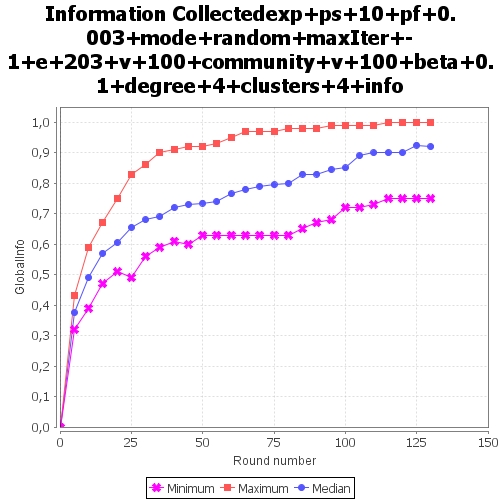 Information Collectedexp+ps+10+pf+0.
003+mode+random+maxIter+-
1+e+203+v+100+community+v+100+beta+0.
1+degree+4+clusters+4+info
1,0
0,9
0,8
0,7
0,6
0,5
0,4
0,3
0,2
0,1
0,0
GlobalInfo
0 25 50 75 100 125 150
Round number
Minimum Maximum Median